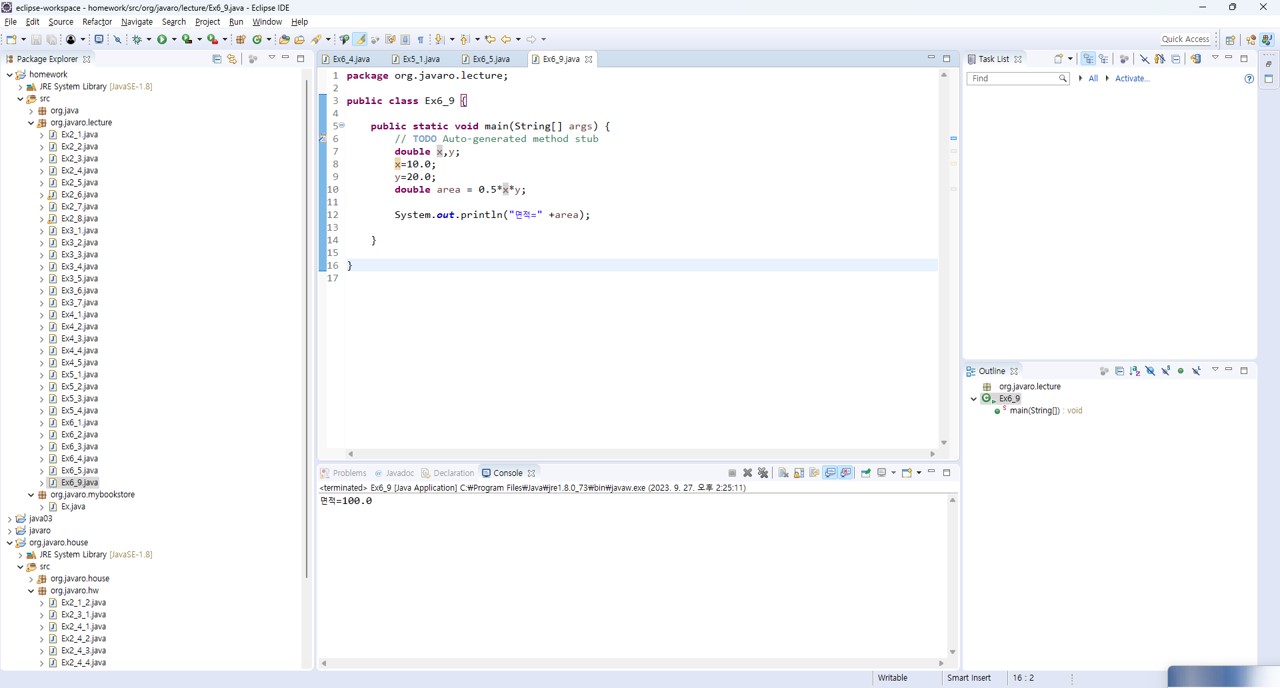 eclipse-workspace - homework/src/org/javaro/lecture/Ex6_9.java - Eclipse IDE
File Edit Source Refactor Navigate Search Project Run Window Help
Quick Access
Package Explorer
homework
JRE System Library [JavaSE-1.8]
src
org.java
org.javaro.lecture
Ex2_1.java
Ex2_2.java
Ex2_3.java
Ex2_4.java
Ex2_5.java
Ex2_6.java
Ex2_7.java
Ex2_8.java
Ex3_1.java
Ex3_2.java
Ex3_3.java
Ex3_4.java
Ex3_5.java
Ex3_6.java
Ex3_7.java
Ex4_1.java
Ex4_2.java
Ex4_3.java
Ex4_4.java
Ex4_5.java
Ex5_1.java
Ex5_2.java
Ex5_3.java
Ex5_4.java
Ex6_1.java
Ex6_2.java
Ex6_3.java
Ex6_4.java
Ex6_5.java
Ex6_9.java
org.javaro.mybookstore
Ex.java
java03
javaro
org.javaro.house
JRE System Library [JavaSE-1.8]
src
org.javaro.house
org.javaro.hw
Ex2_1_2.java
Ex2_3_1.java
Ex2_4_1.java
Ex2_4_2.java
Ex2_4_3.java
Ex2_4_4.java
Ex6_4.java Ex5_1.java Ex6_5.java Ex6_9.java
1 package org.javaro.lecture;
2
3 public class Ex6_9 {
4
5 public static void main(String[] args) {
6 // TODO Auto-generated method stub
7 double x,y;
8 x=10.0;
9 y=20.0;
10 double area = 0.5*x*y;
11
12 System.out.println("면적=" +area);
13
14 }
15
16 }
17
Problems @ Javadoc Declaration Console
<terminated> Ex6_9 [Java Application] C:₩Program Files₩Java₩jre1.8.0_73₩bin₩javaw.exe (2023. 9. 27. 오후 2:25:11)
면적=100.0
Task List
Find All Activate...
Outline
org.javaro.lecture
Ex6_9
main(String[]) : void
Writable Smart Insert 16 : 2